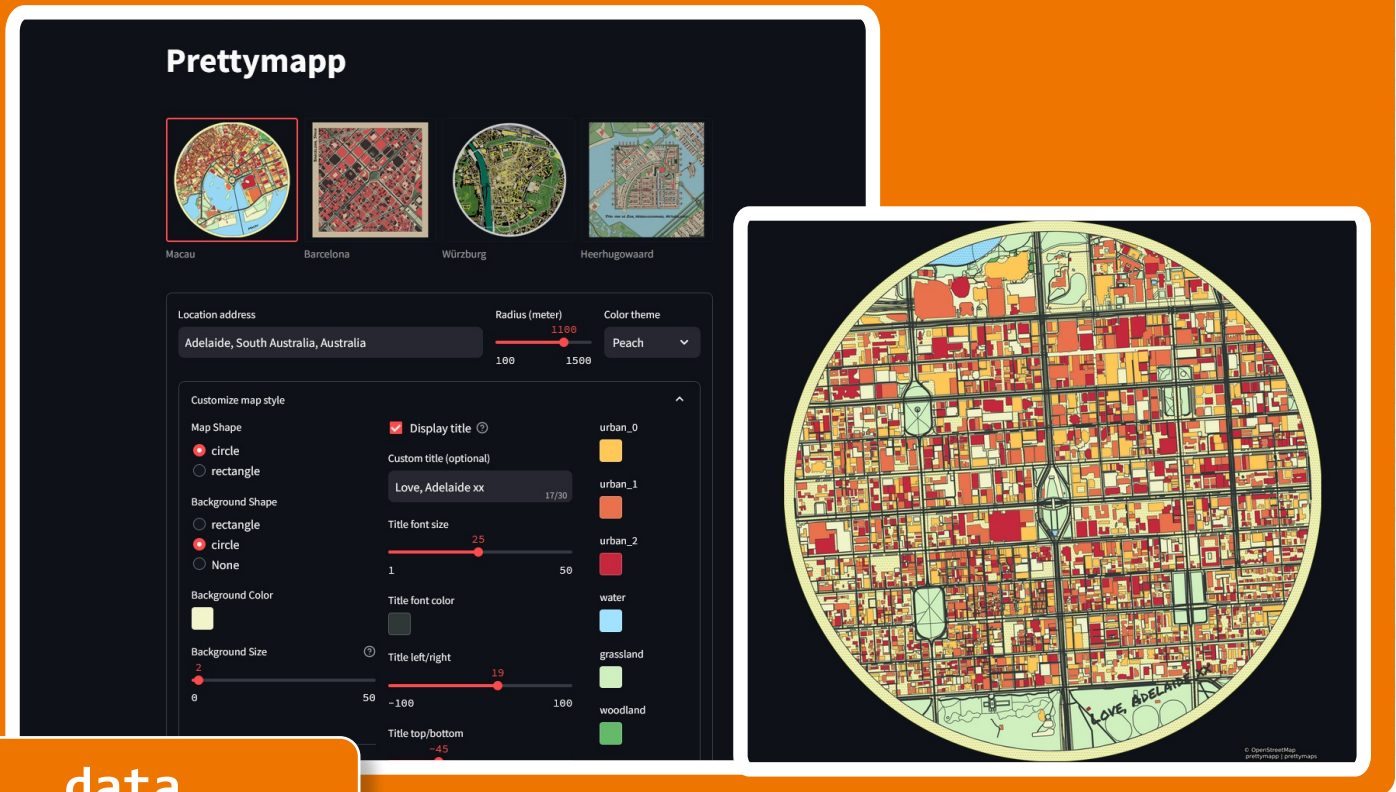 Prettymapp
Macau
Barcelona
Würzburg
Heerhugowaard
Location address
Adelaide, South Australia, Australia
Radius (meter)
1100
100 1500
Color theme
Peach
Customize map style
Map Shape
circle
rectangle
Background Shape
rectangle
circle
None
Background Color
Background Size
2
0 50
Display title
Custom title (optional)
Love, Adelaide xx
17/30
Title font size
25
1 50
Title font color
Title left/right
19
-100 100
Title top/bottom
-45
urban_0
urban_1
urban_2
water
grassland
woodland
LOVE, ADELAIDE XX
© OpenStreetMap
prettymapp | prettymaps
data